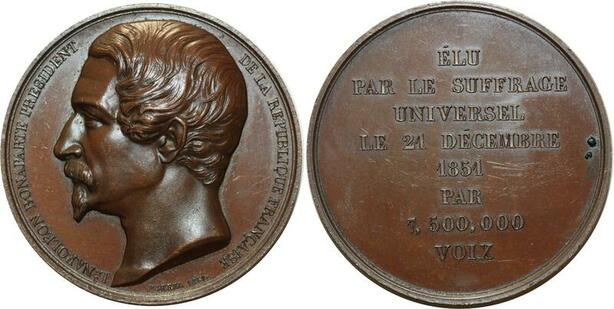 L. NAPOLÉON BONAPARTE PRÉSIDENT DE LA RÉPUBLIQUE FRANÇAISE
ÉLU
PAR LE SUFFRAGE
UNIVERSEL
LE 21 DÉCEMBRE
1851
PAR
7,500,000
VOIX